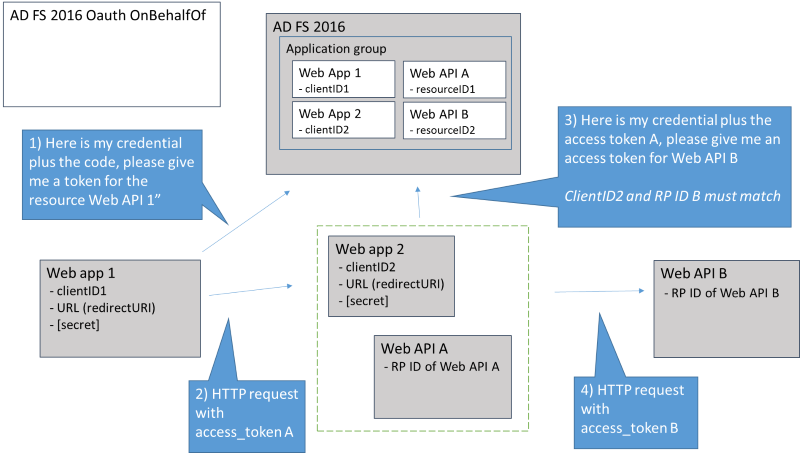 AD FS 2016 Oauth OnBehalfOf
AD FS 2016
Application group
Web App 1
- clientID1
Web API A
- resourceID1
Web App 2
- clientID2
Web API B
- resourceID2
1) Here is my credential
plus the code, please give
me a token for the
resource Web API 1”
3) Here is my credential plus the
access token A, please give me an
access token for Web API B
ClientID2 and RP ID B must match
Web app 1
- clientID1
- URL (redirectURI)
- [secret]
Web app 2
- clientID2
- URL (redirectURI)
- [secret]
Web API A
- RP ID of Web API A
Web API B
- RP ID of Web API B
2) HTTP request
with
access_token A
4) HTTP request
with
access_token B